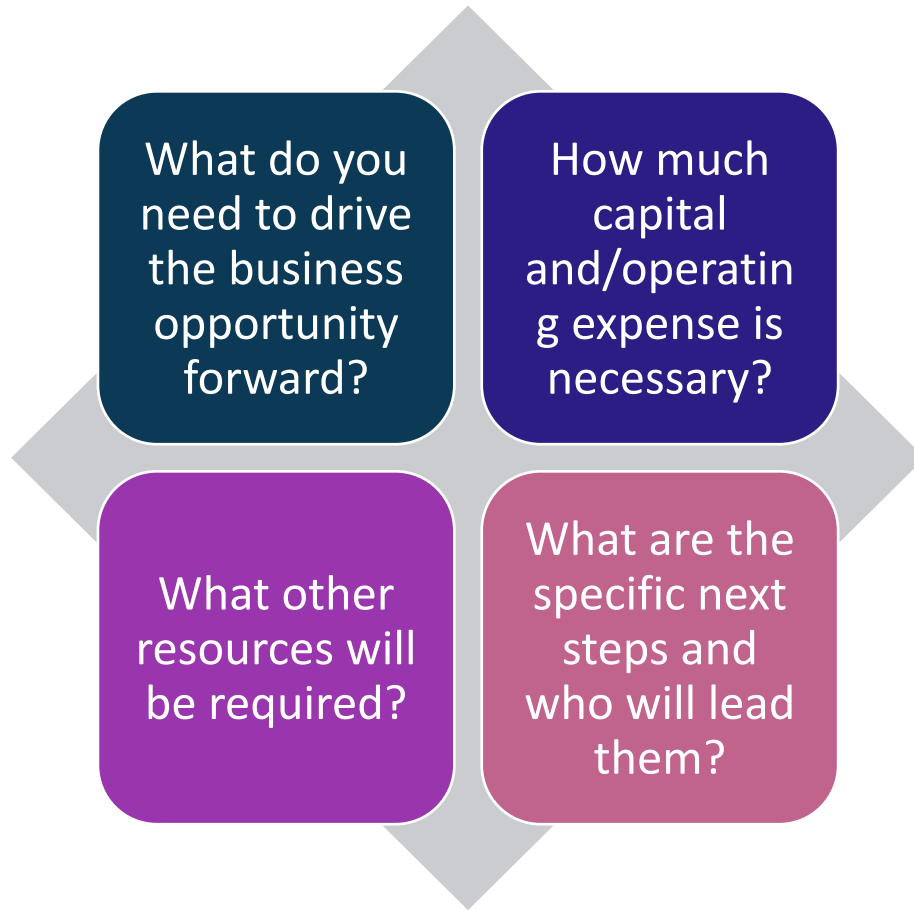 What do you
need to drive
the business
opportunity
forward?
How much
capital
and/operatin
g expense is
necessary?
What other
resources will
be required?
What are the
specific next
steps and
who will lead
them?